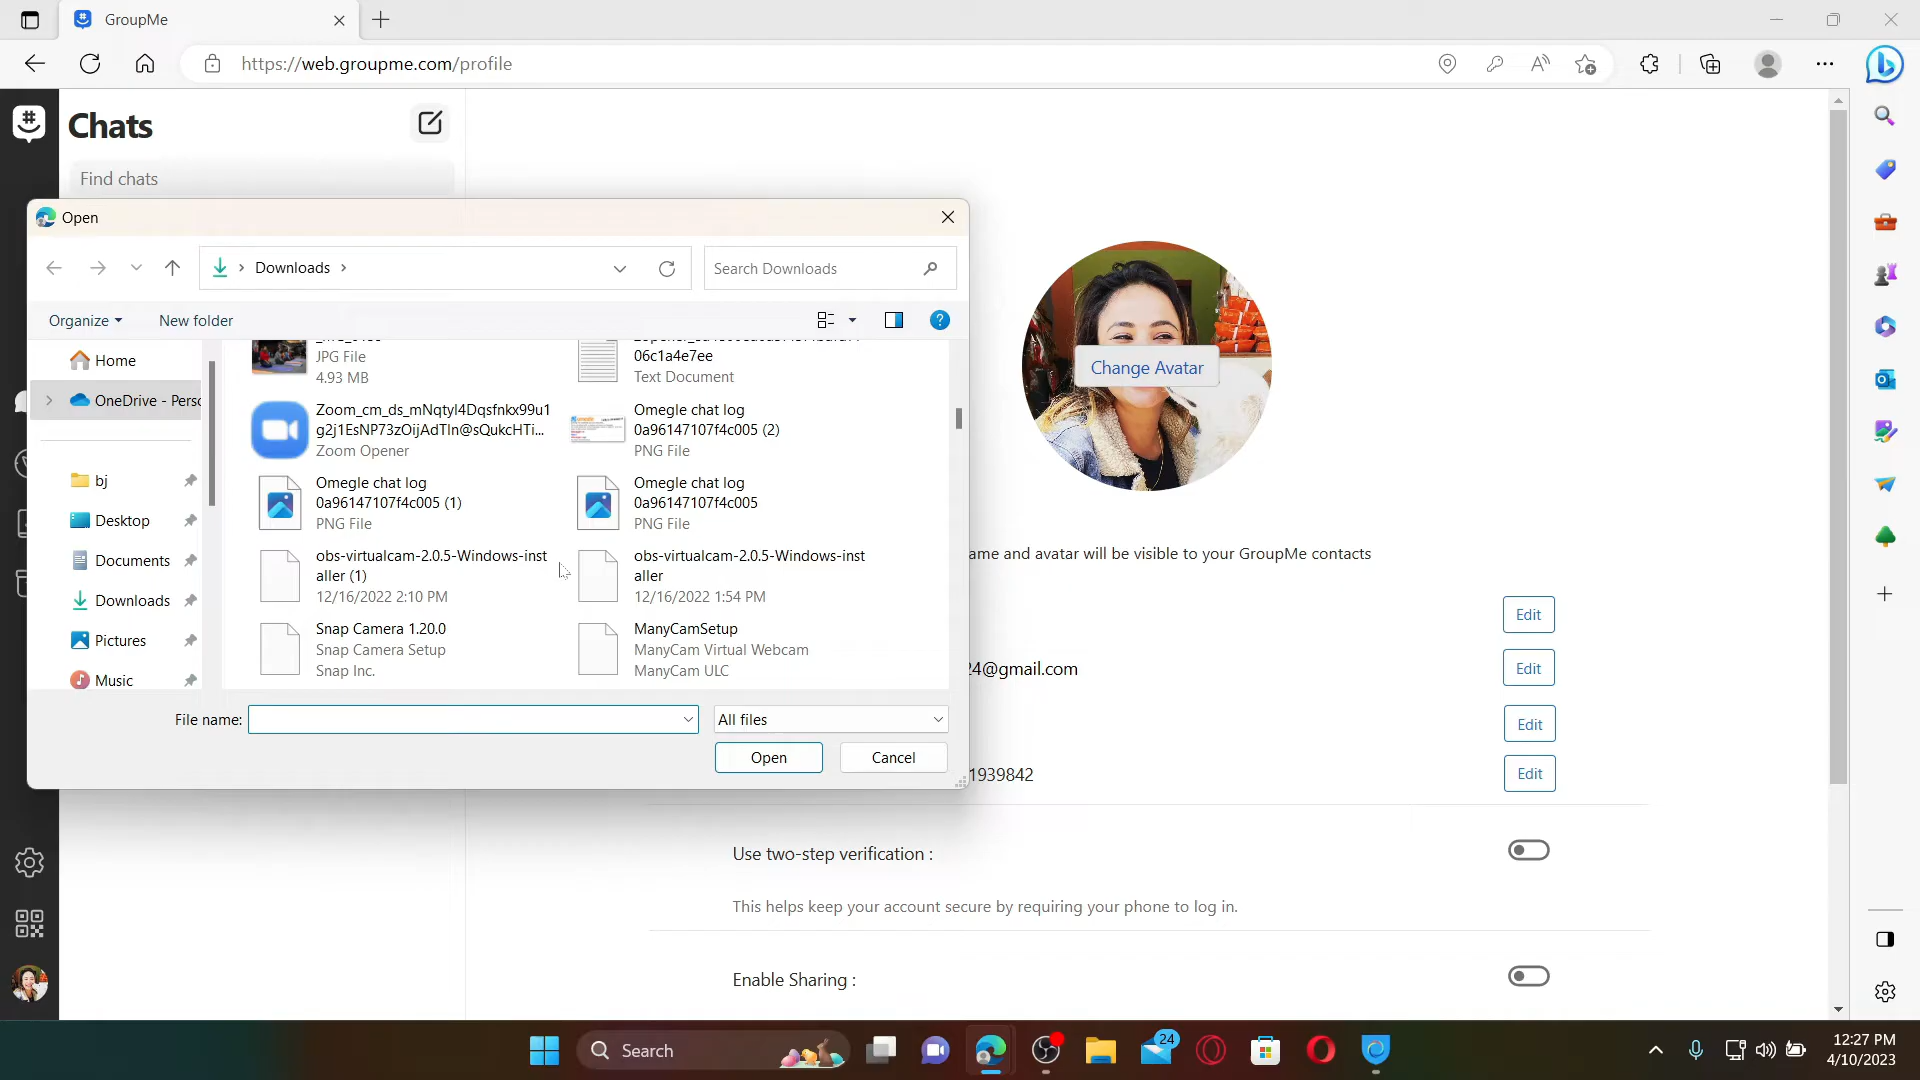 GroupMe
https://web.groupme.com/profile
Chats
Find chats
Open
Downloads
Search Downloads
Organize
New folder
Home
OneDrive - Perso
bj
Desktop
Documents
Downloads
Pictures
Music
JPG File
4.93 MB
06c1a4e7ee
Text Document
Zoom_cm_ds_mNqtyl4Dqsfnkx99u1
g2j1EsNP73zOijAdTln@sQukcHTi...
Zoom Opener
Omegle chat log
0a96147107f4c005 (2)
PNG File
Omegle chat log
0a96147107f4c005 (1)
PNG File
Omegle chat log
0a96147107f4c005
PNG File
obs-virtualcam-2.0.5-Windows-inst
aller (1)
12/16/2022 2:10 PM
obs-virtualcam-2.0.5-Windows-inst
aller
12/16/2022 1:54 PM
Snap Camera 1.20.0
Snap Camera Setup
Snap Inc.
ManyCamSetup
ManyCam Virtual Webcam
ManyCam ULC
File name:
All files
Open
Cancel
Change Avatar
ame and avatar will be visible to your GroupMe contacts
Edit
24@gmail.com
Edit
Edit
1939842
Edit
Use two-step verification :
This helps keep your account secure by requiring your phone to log in.
Enable Sharing :
Search
24
12:27 PM
4/10/2023